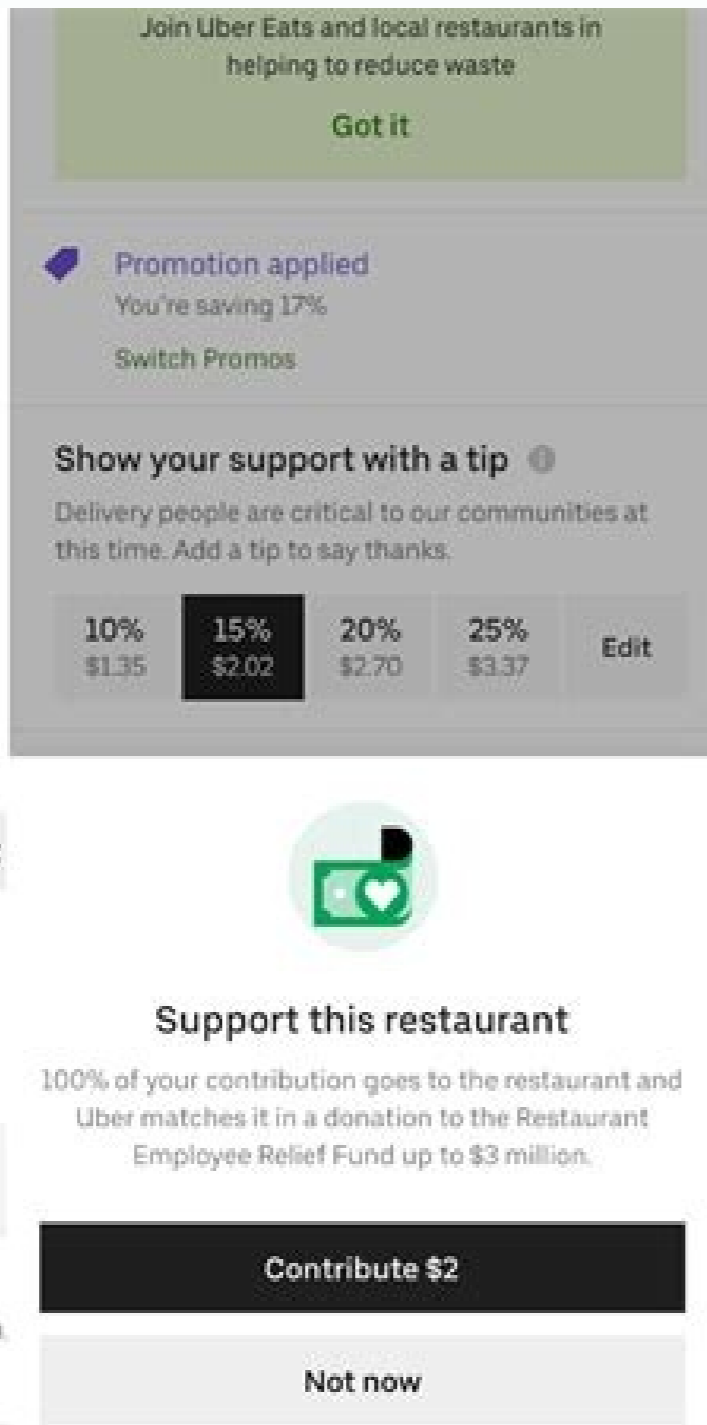 Join Uber Eats and local restaurants in
helping to reduce waste
Got it
Promotion applied
You're saving 17%
Switch Promos
Show your support with a tip
Delivery people are critical to our communities at
this time. Add a tip to say thanks.
10% 15% 20% 25% Edit
$1.35 $2.02 $2.70 $3.37
Support this restaurant
100% of your contribution goes to the restaurant and
Uber matches it in a donation to the Restaurant
Employee Relief Fund up to $3 million.
Contribute $2
Not now